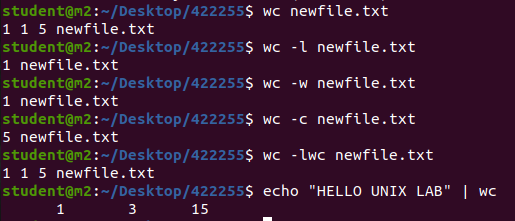 student@m2:~/Desktop/422255$ wc newfile.txt
1 1 5 newfile.txt
student@m2:~/Desktop/422255$ wc -l newfile.txt
1 newfile.txt
student@m2:~/Desktop/422255$ wc -w newfile.txt
1 newfile.txt
student@m2:~/Desktop/422255$ wc -c newfile.txt
5 newfile.txt
student@m2:~/Desktop/422255$ wc -lwc newfile.txt
1 1 5 newfile.txt
student@m2:~/Desktop/422255$ echo "HELLO UNIX LAB" | wc
      1       3      15